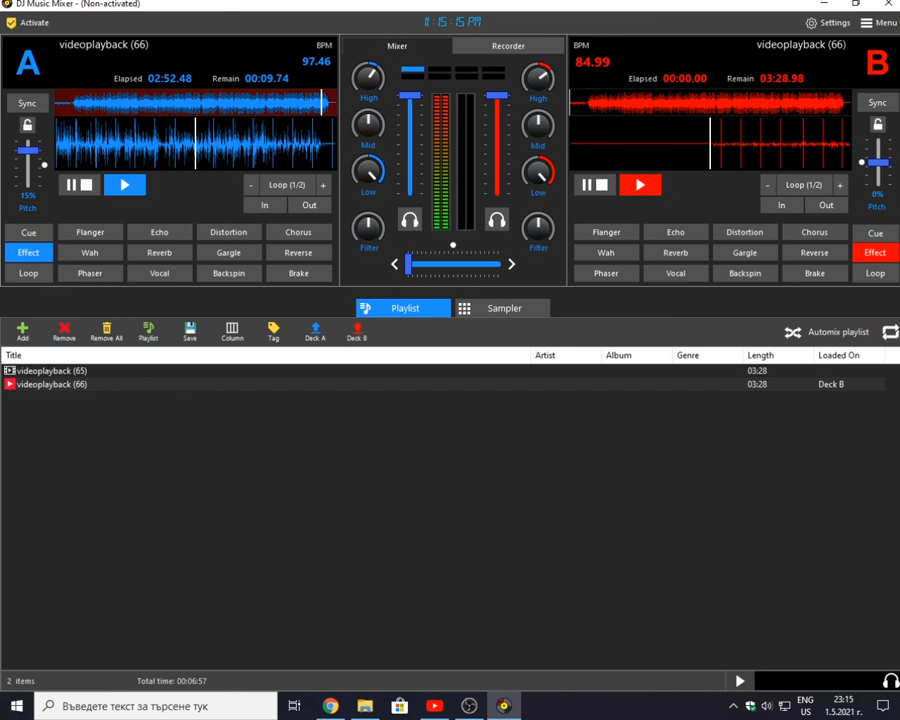 DJ Music Mixer - (Non-activated)
Activate
11:15:15 PM
Settings
Menu
A
videoplayback (66)
BPM
97.46
Elapsed 02:52.48 Remain 00:09.74
Sync
15%
Pitch
Loop (1/2)
In
Out
Cue
Flanger
Echo
Distortion
Chorus
Effect
Wah
Reverb
Gargle
Reverse
Loop
Phaser
Vocal
Backspin
Brake
Mixer
Recorder
High
High
Mid
Mid
Low
Low
Filter
Filter
BPM
videoplayback (66)
84.99
B
Elapsed 00:00.00 Remain 03:28.98
Sync
0%
Pitch
- Loop (1/2) +
In
Out
Flanger
Echo
Distortion
Chorus
Cue
Wah
Reverb
Gargle
Reverse
Effect
Phaser
Vocal
Backspin
Brake
Loop
Playlist
Sampler
Add
Remove
Remove All
Playlist
Save
Column
Tag
Deck A
Deck B
Automix playlist
Title Artist Album Genre Length Loaded On
videoplayback (65) 03:28
videoplayback (66) 03:28 Deck B
2 items Total time: 00:06:57
Въведете текст за търсене тук
ENG
US
23:15
1.5.2021 г.